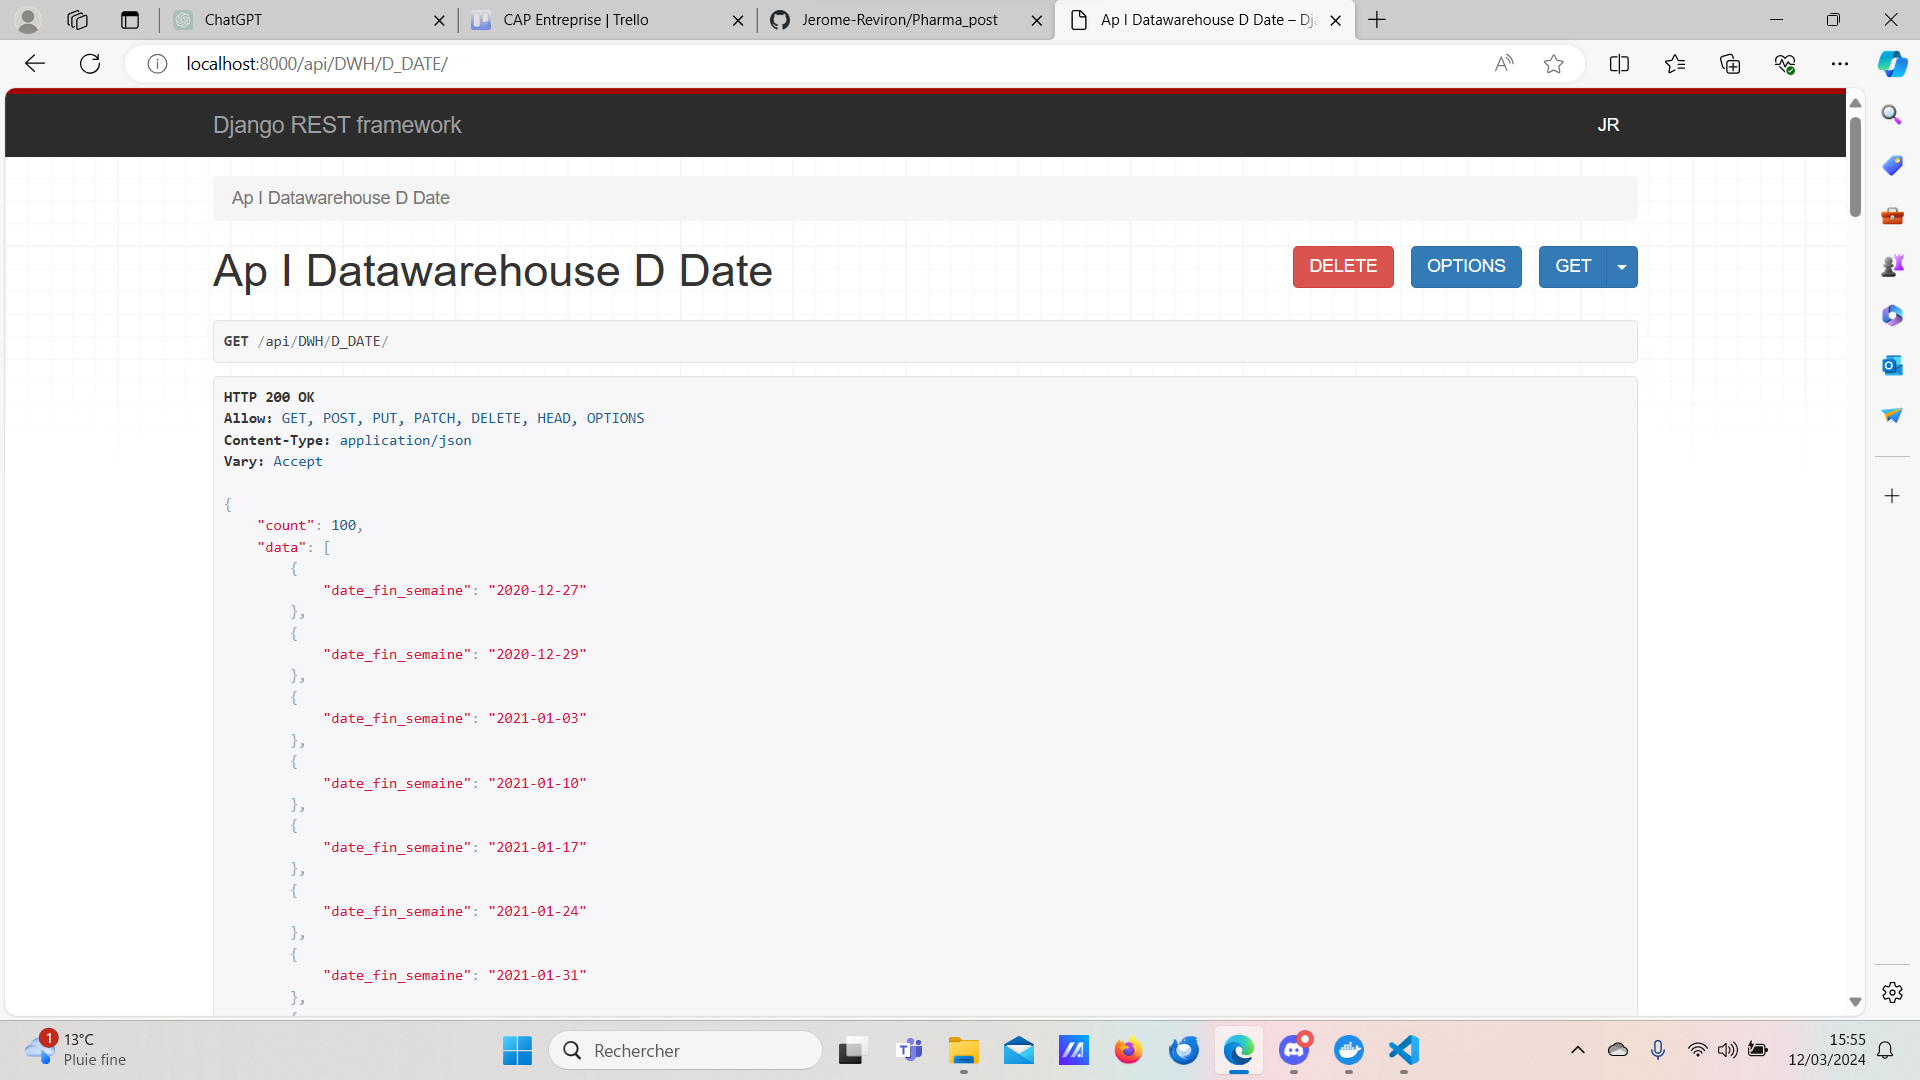 ChatGPT
CAP Entreprise | Trello
Jerome-Reviron/Pharma_post
Ap I Datawarehouse D Date – Dja
localhost:8000/api/DWH/D_DATE/
Django REST framework
JR
Ap I Datawarehouse D Date
Ap I Datawarehouse D Date
DELETE
OPTIONS
GET
GET /api/DWH/D_DATE/
HTTP 200 OK
Allow: GET, POST, PUT, PATCH, DELETE, HEAD, OPTIONS
Content-Type: application/json
Vary: Accept
{
"count": 100,
"data": [
{
"date_fin_semaine": "2020-12-27"
},
{
"date_fin_semaine": "2020-12-29"
},
{
"date_fin_semaine": "2021-01-03"
},
{
"date_fin_semaine": "2021-01-10"
},
{
"date_fin_semaine": "2021-01-17"
},
{
"date_fin_semaine": "2021-01-24"
},
{
"date_fin_semaine": "2021-01-31"
},
{
1
13°C
Pluie fine
Rechercher
15:55
12/03/2024